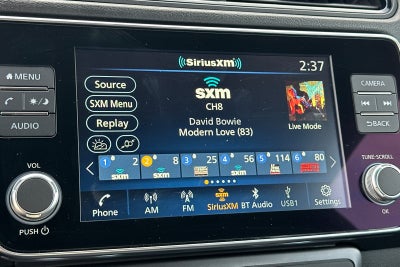 SiriusXM
2:37
MENU
AUDIO
VOL
PUSH
Source
SXM Menu
Replay
sxm
CH8
David Bowie
Modern Love (83)
Live Mode
1 2 sxm
2 8 sxm
3 25
4 56 sxm
5 114
6 80
Phone
AM
FM
SiriusXM
BT Audio
USB1
Settings
CAMERA
BACK
TUNE·SCROLL
OK